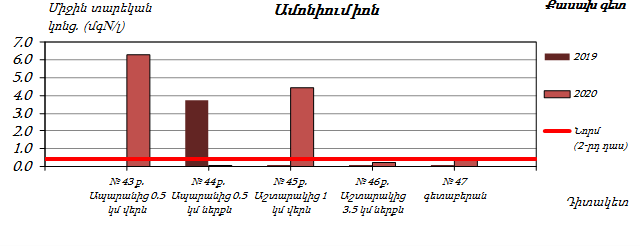 Միջին տարեկան
կոնց. (մգN/լ)
Ամոնիում իոն
Քասախ գետ
7.0
6.0
5.0
4.0
3.0
2.0
1.0
0.0
2019
2020
Նորմ
(2-րդ դաս)
№ 43 ք.
Ապարանից 0.5
կմ վերև
№ 44 ք.
Ապարանից 0.5
կմ ներքև
№ 45 ք.
Աշտարակից 1
կմ վերև
№ 46 ք.
Աշտարակից
3.5 կմ ներքև
№ 47
գետաբերան
Դիտակետ